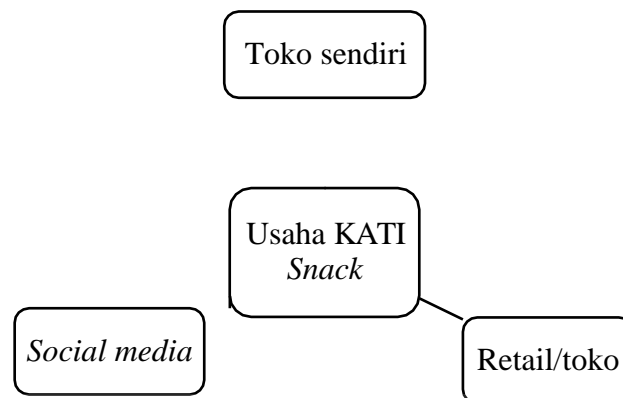 Toko sendiri
Usaha KATI
Snack
Social media
Retail/toko